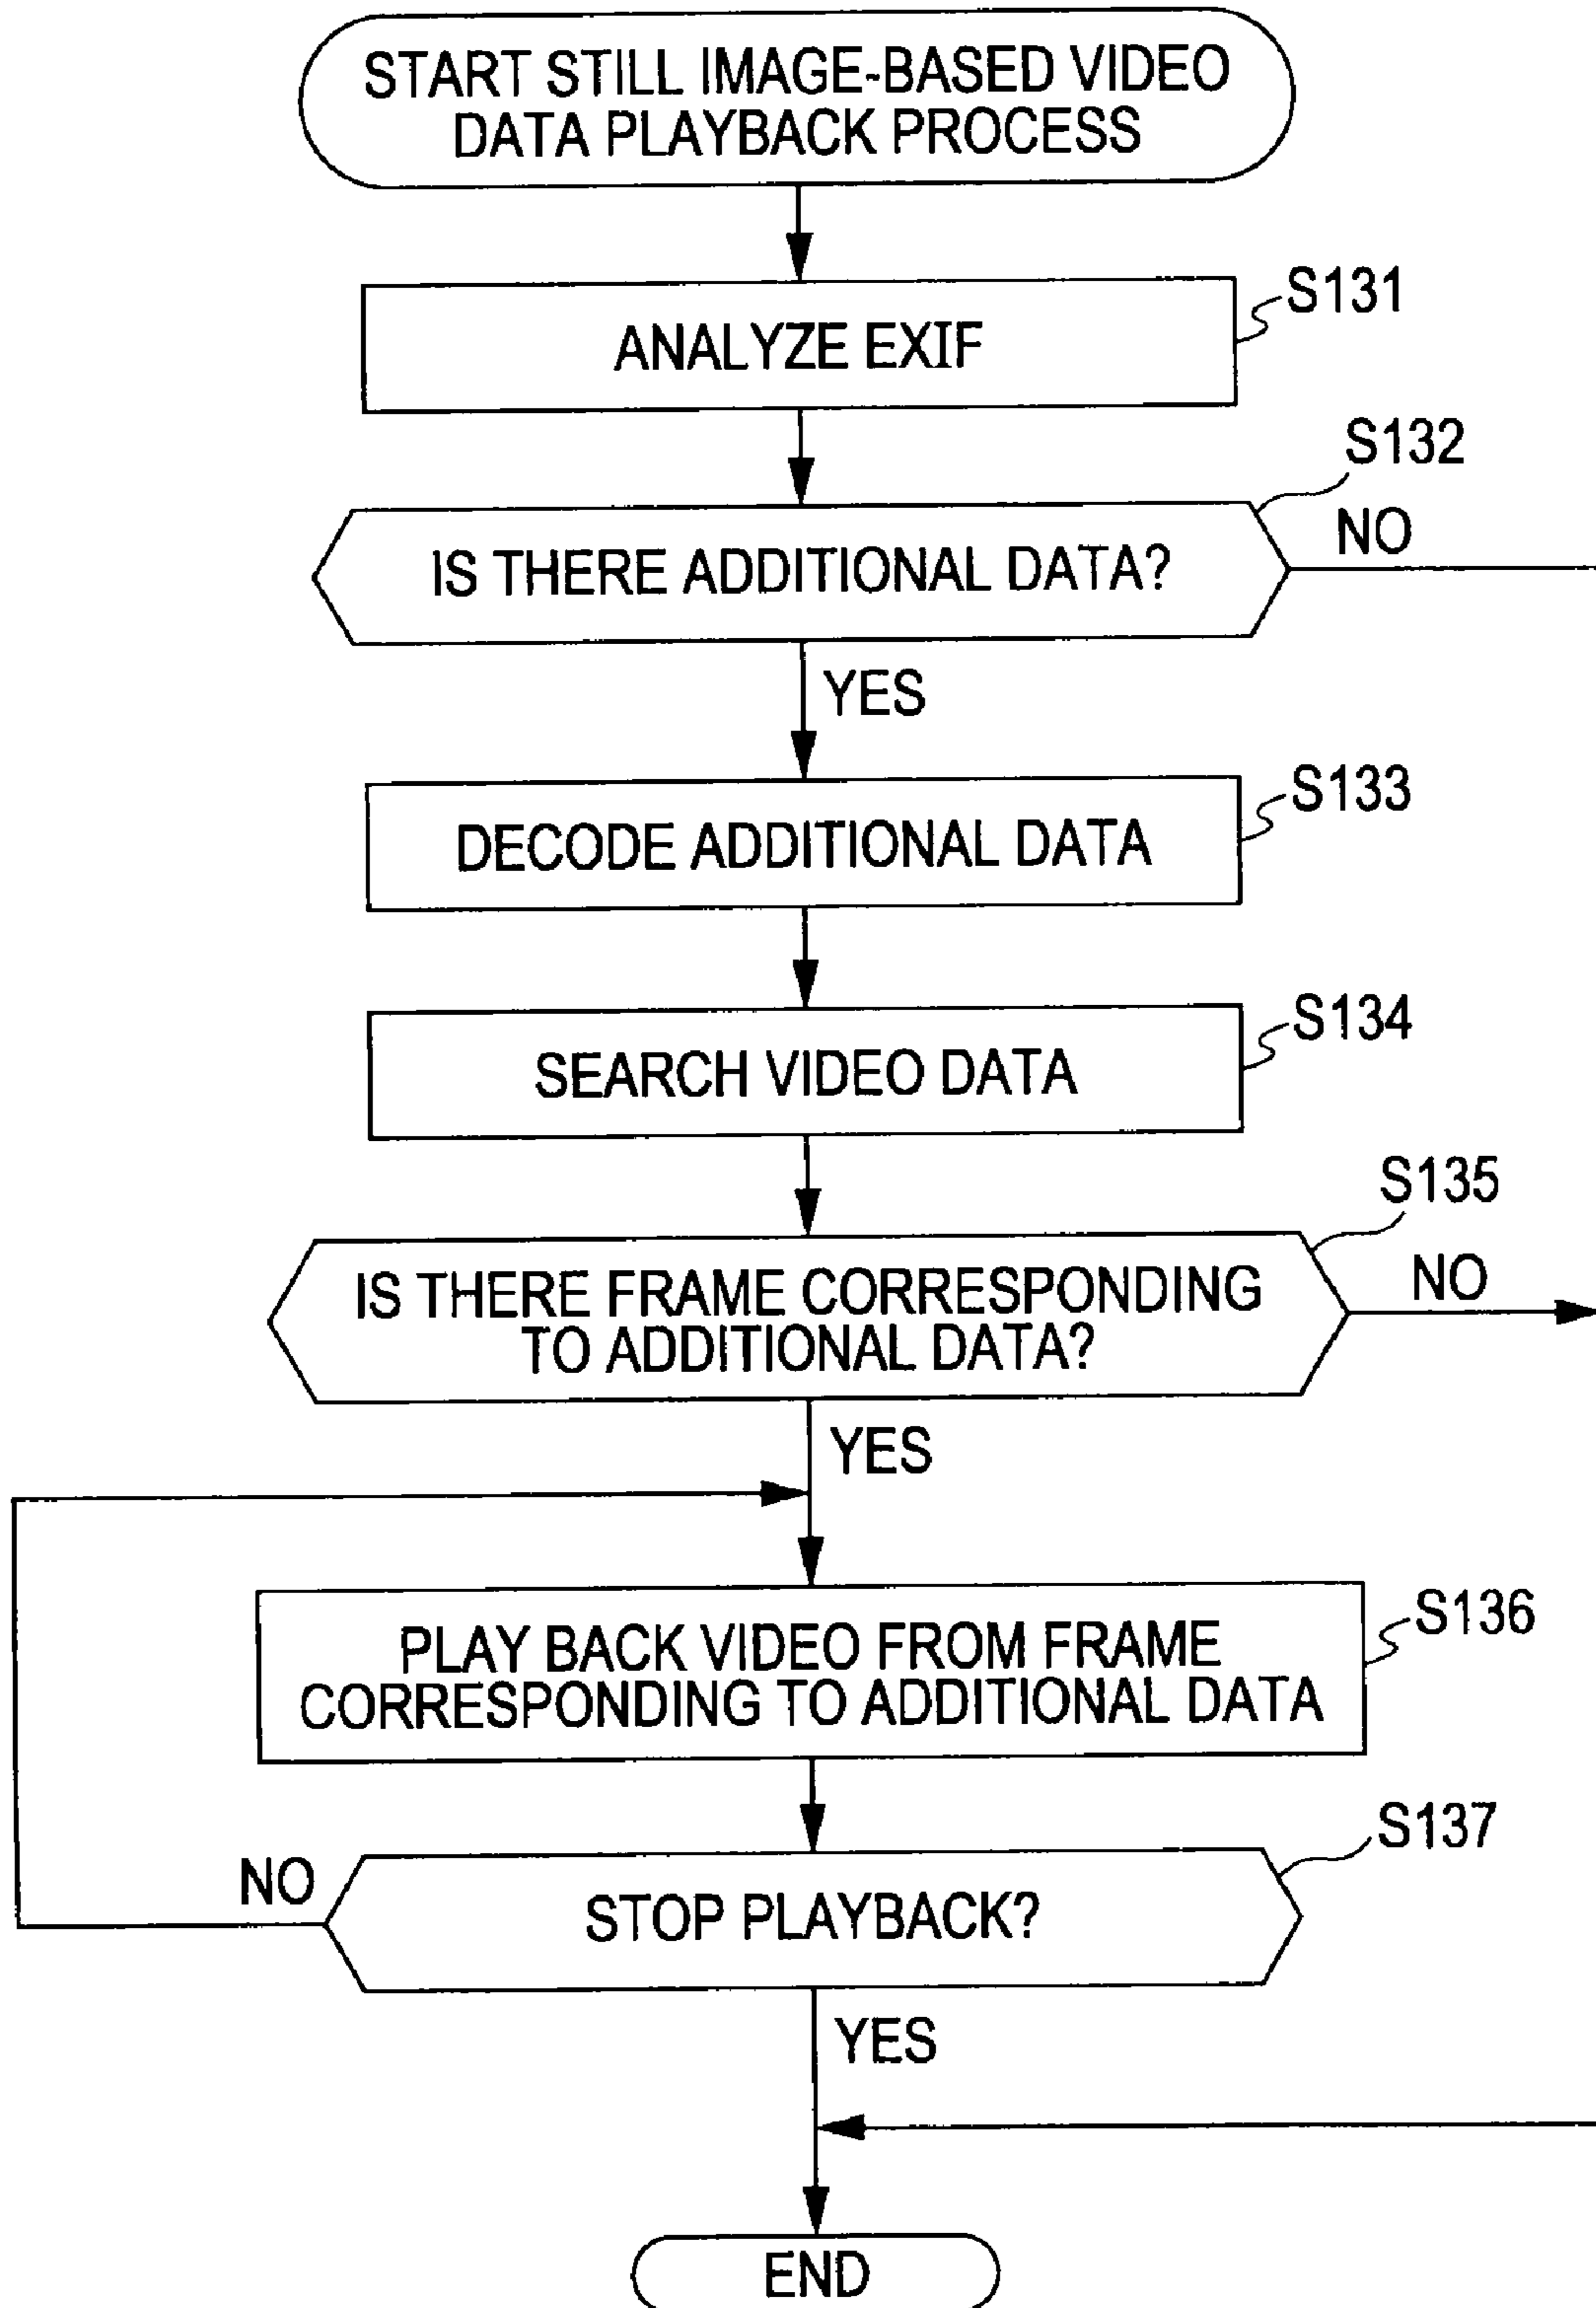 START STILL IMAGE-BASED VIDEO
DATA PLAYBACK PROCESS
S131
ANALYZE EXIF
S132
IS THERE ADDITIONAL DATA?
NO
YES
S133
DECODE ADDITIONAL DATA
S134
SEARCH VIDEO DATA
S135
IS THERE FRAME CORRESPONDING
TO ADDITIONAL DATA?
NO
YES
S136
PLAY BACK VIDEO FROM FRAME
CORRESPONDING TO ADDITIONAL DATA
S137
NO
STOP PLAYBACK?
YES
END